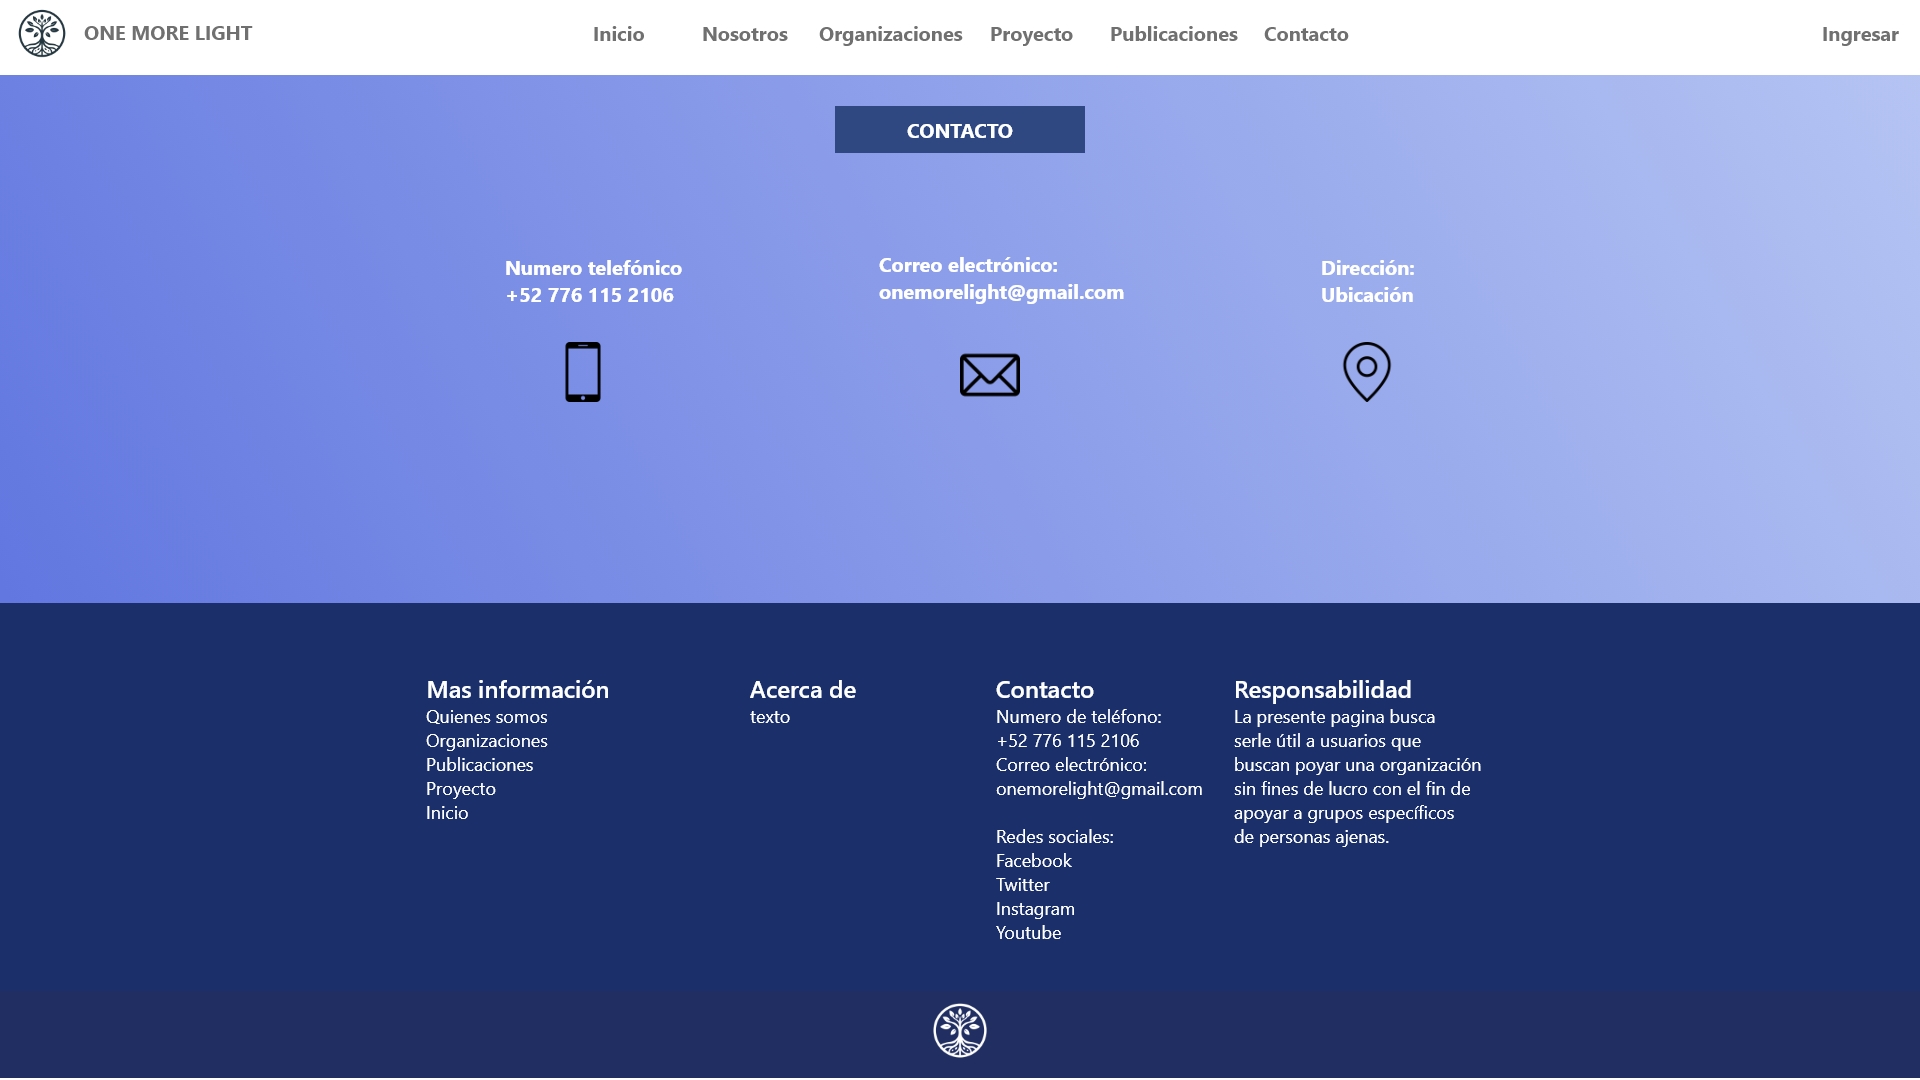 ONE MORE LIGHT
Inicio
Nosotros
Organizaciones
Proyecto
Publicaciones
Contacto
Ingresar
CONTACTO
Numero telefónico
+52 776 115 2106
Correo electrónico:
onemorelight@gmail.com
Dirección:
Ubicación
Mas información
Quienes somos
Organizaciones
Publicaciones
Proyecto
Inicio
Acerca de
texto
Contacto
Numero de teléfono:
+52 776 115 2106
Correo electrónico:
onemorelight@gmail.com
Redes sociales:
Facebook
Twitter
Instagram
Youtube
Responsabilidad
La presente pagina busca
serle útil a usuarios que
buscan poyar una organización
sin fines de lucro con el fin de
apoyar a grupos específicos
de personas ajenas.